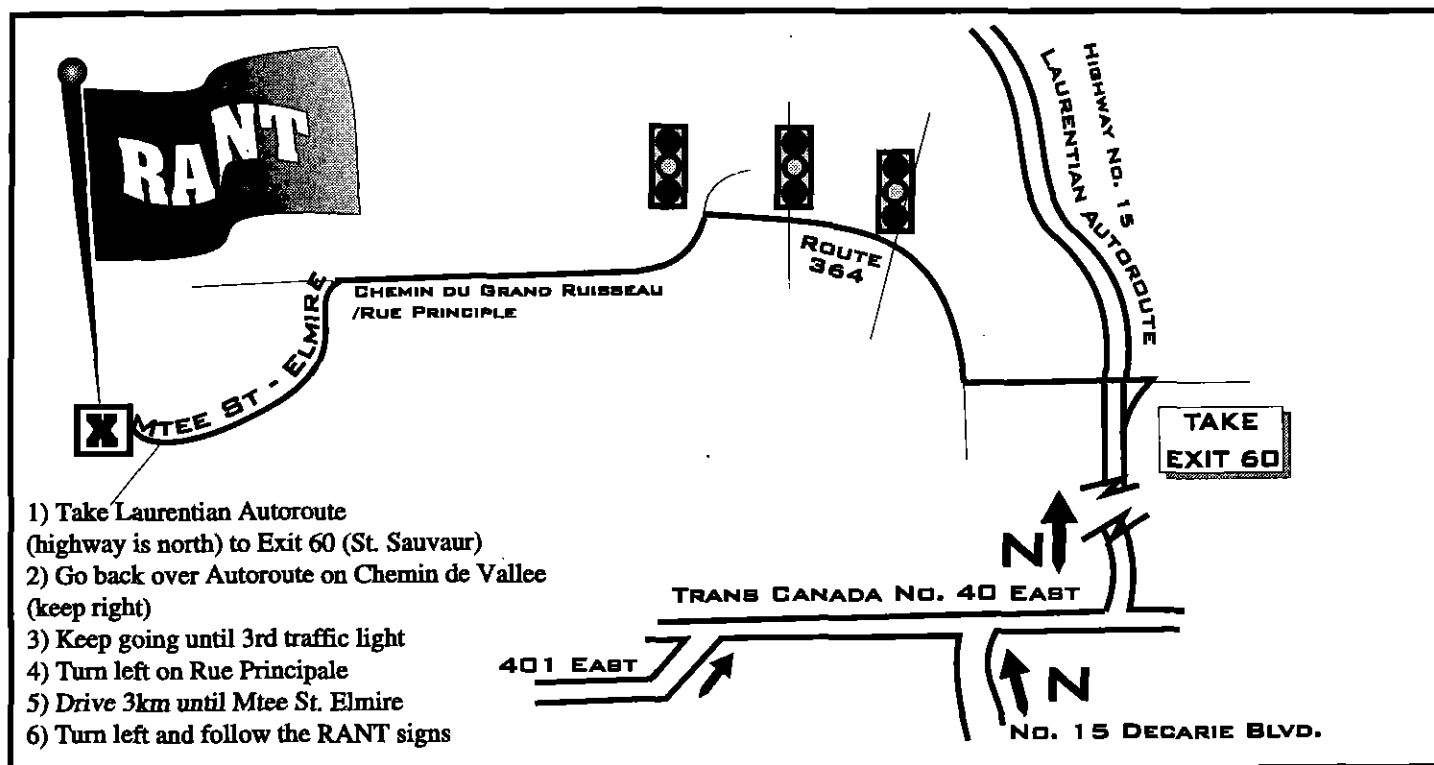 RANT
HIGHWAY NO. 15
LAURENTIAN AUTOROUTE
ROUTE
364
CHEMIN DU GRAND RUISSEAU
/RUE PRINCIPLE
MTEE ST - ELMIRE
X
TAKE
EXIT 60
1) Take Laurentian Autoroute
(highway is north) to Exit 60 (St. Sauvaur)
2) Go back over Autoroute on Chemin de Vallee
(keep right)
3) Keep going until 3rd traffic light
4) Turn left on Rue Principale
5) Drive 3km until Mtee St. Elmire
6) Turn left and follow the RANT signs
N
TRANS CANADA NO. 40 EAST
401 EAST
N
NO. 15 DECARIE BLVD.